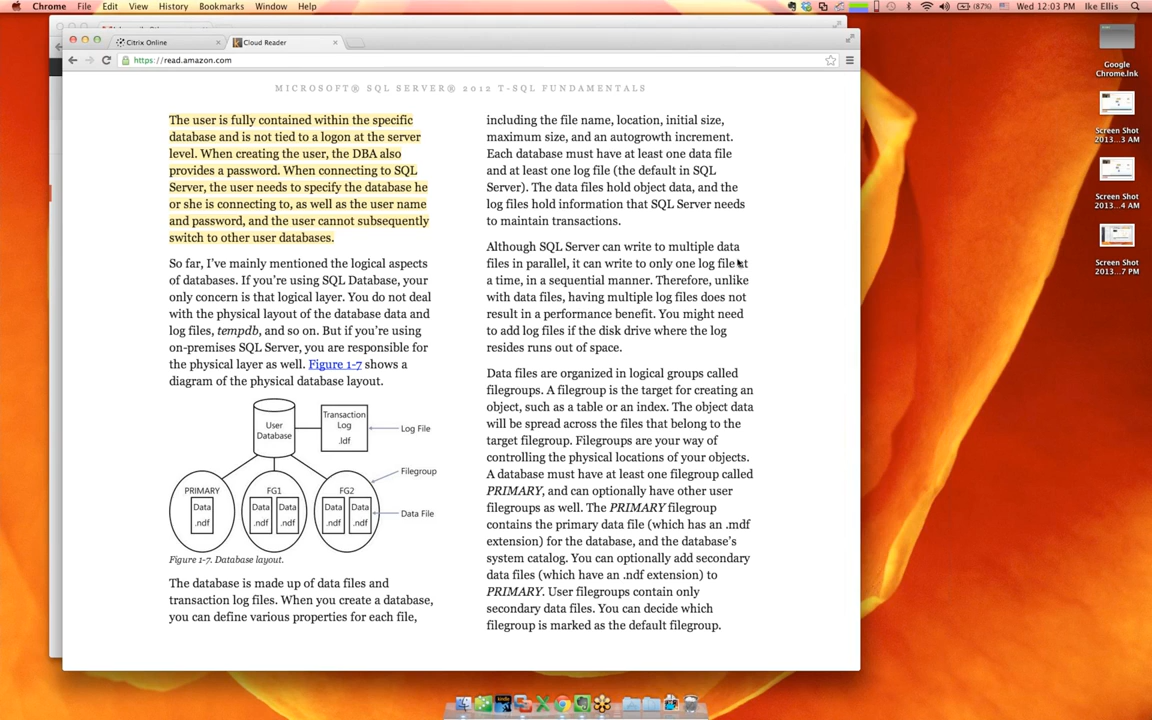 Chrome File Edit View History Bookmarks Window Help
(87%) Wed 12:03 PM Ike Ellis
Citrix Online
Cloud Reader
https://read.amazon.com
MICROSOFT® SQL SERVER® 2012 T-SQL FUNDAMENTALS
The user is fully contained within the specific
database and is not tied to a logon at the server
level. When creating the user, the DBA also
provides a password. When connecting to SQL
Server, the user needs to specify the database he
or she is connecting to, as well as the user name
and password, and the user cannot subsequently
switch to other user databases.
So far, I've mainly mentioned the logical aspects
of databases. If you're using SQL Database, your
only concern is that logical layer. You do not deal
with the physical layout of the database data and
log files, tempdb, and so on. But if you're using
on-premises SQL Server, you are responsible for
the physical layer as well. Figure 1-7 shows a
diagram of the physical database layout.
User
Database
Transaction
Log
.ldf
Log File
Filegroup
PRIMARY
FG1
FG2
Data
.ndf
Data
.ndf
Data
.ndf
Data
.ndf
Data
.ndf
Data File
Figure 1-7. Database layout.
The database is made up of data files and
transaction log files. When you create a database,
you can define various properties for each file,
including the file name, location, initial size,
maximum size, and an autogrowth increment.
Each database must have at least one data file
and at least one log file (the default in SQL
Server). The data files hold object data, and the
log files hold information that SQL Server needs
to maintain transactions.
Although SQL Server can write to multiple data
files in parallel, it can write to only one log file at
a time, in a sequential manner. Therefore, unlike
with data files, having multiple log files does not
result in a performance benefit. You might need
to add log files if the disk drive where the log
resides runs out of space.
Data files are organized in logical groups called
filegroups. A filegroup is the target for creating an
object, such as a table or an index. The object data
will be spread across the files that belong to the
target filegroup. Filegroups are your way of
controlling the physical locations of your objects.
A database must have at least one filegroup called
PRIMARY, and can optionally have other user
filegroups as well. The PRIMARY filegroup
contains the primary data file (which has an .mdf
extension) for the database, and the database's
system catalog. You can optionally add secondary
data files (which have an .ndf extension) to
PRIMARY. User filegroups contain only
secondary data files. You can decide which
filegroup is marked as the default filegroup.
Google
Chrome.lnk
Screen Shot
2013...3 AM
Screen Shot
2013...4 AM
Screen Shot
2013...7 PM